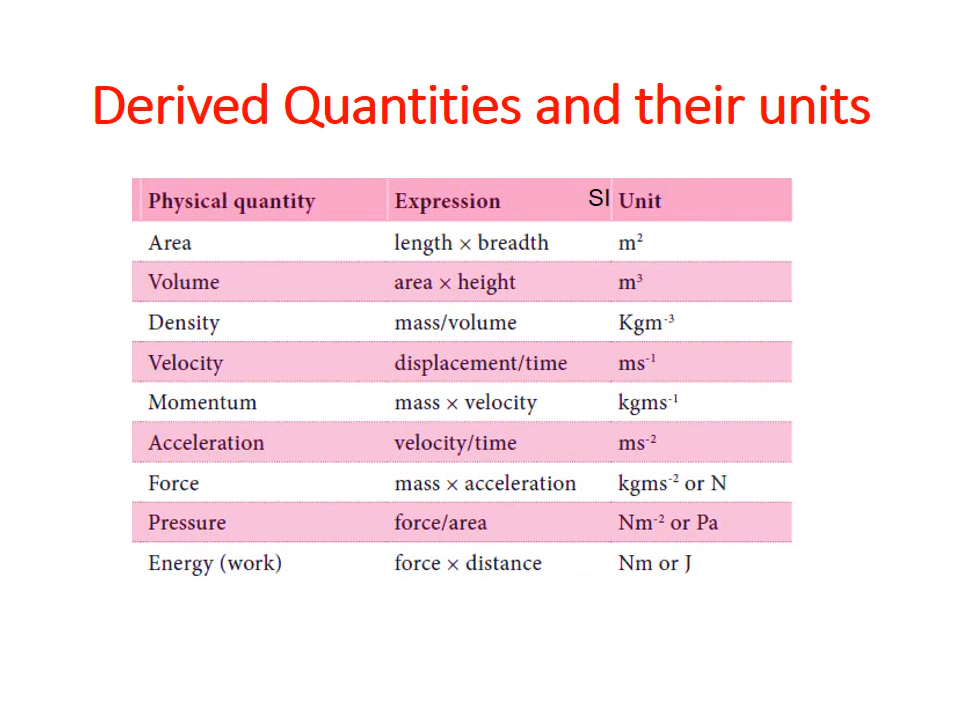 Derived Quantities and their units
Physical quantity Expression SI Unit
Area length × breadth m²
Volume area × height m³
Density mass/volume Kgm⁻³
Velocity displacement/time ms⁻¹
Momentum mass × velocity kgms⁻¹
Acceleration velocity/time ms⁻²
Force mass × acceleration kgms⁻² or N
Pressure force/area Nm⁻² or Pa
Energy (work) force × distance Nm or J